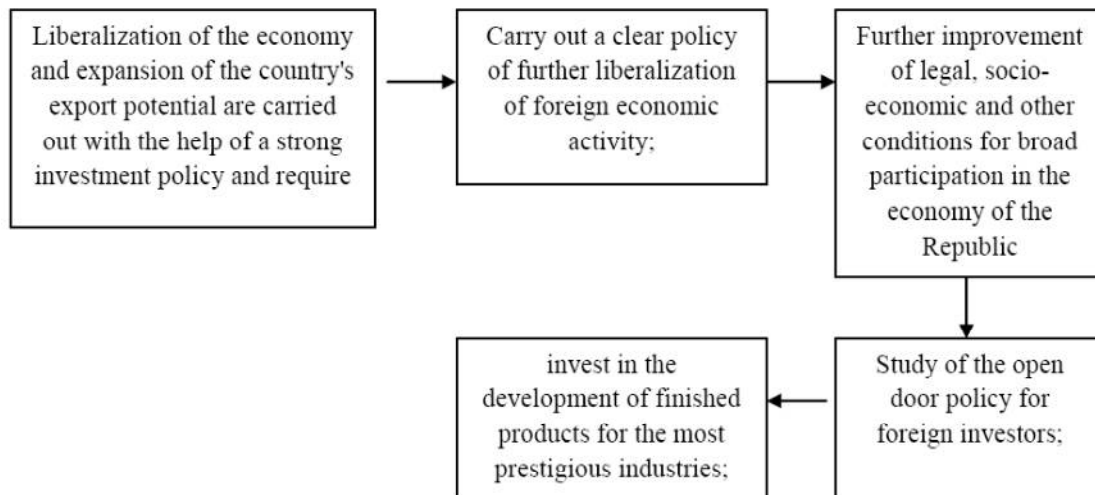 Liberalization of the economy
and expansion of the country's
export potential are carried
out with the help of a strong
investment policy and require
Carry out a clear policy
of further liberalization
of foreign economic
activity;
Further improvement
of legal, socio-
economic and other
conditions for broad
participation in the
economy of the
Republic
Study of the open
door policy for
foreign investors;
invest in the
development of finished
products for the most
prestigious industries;